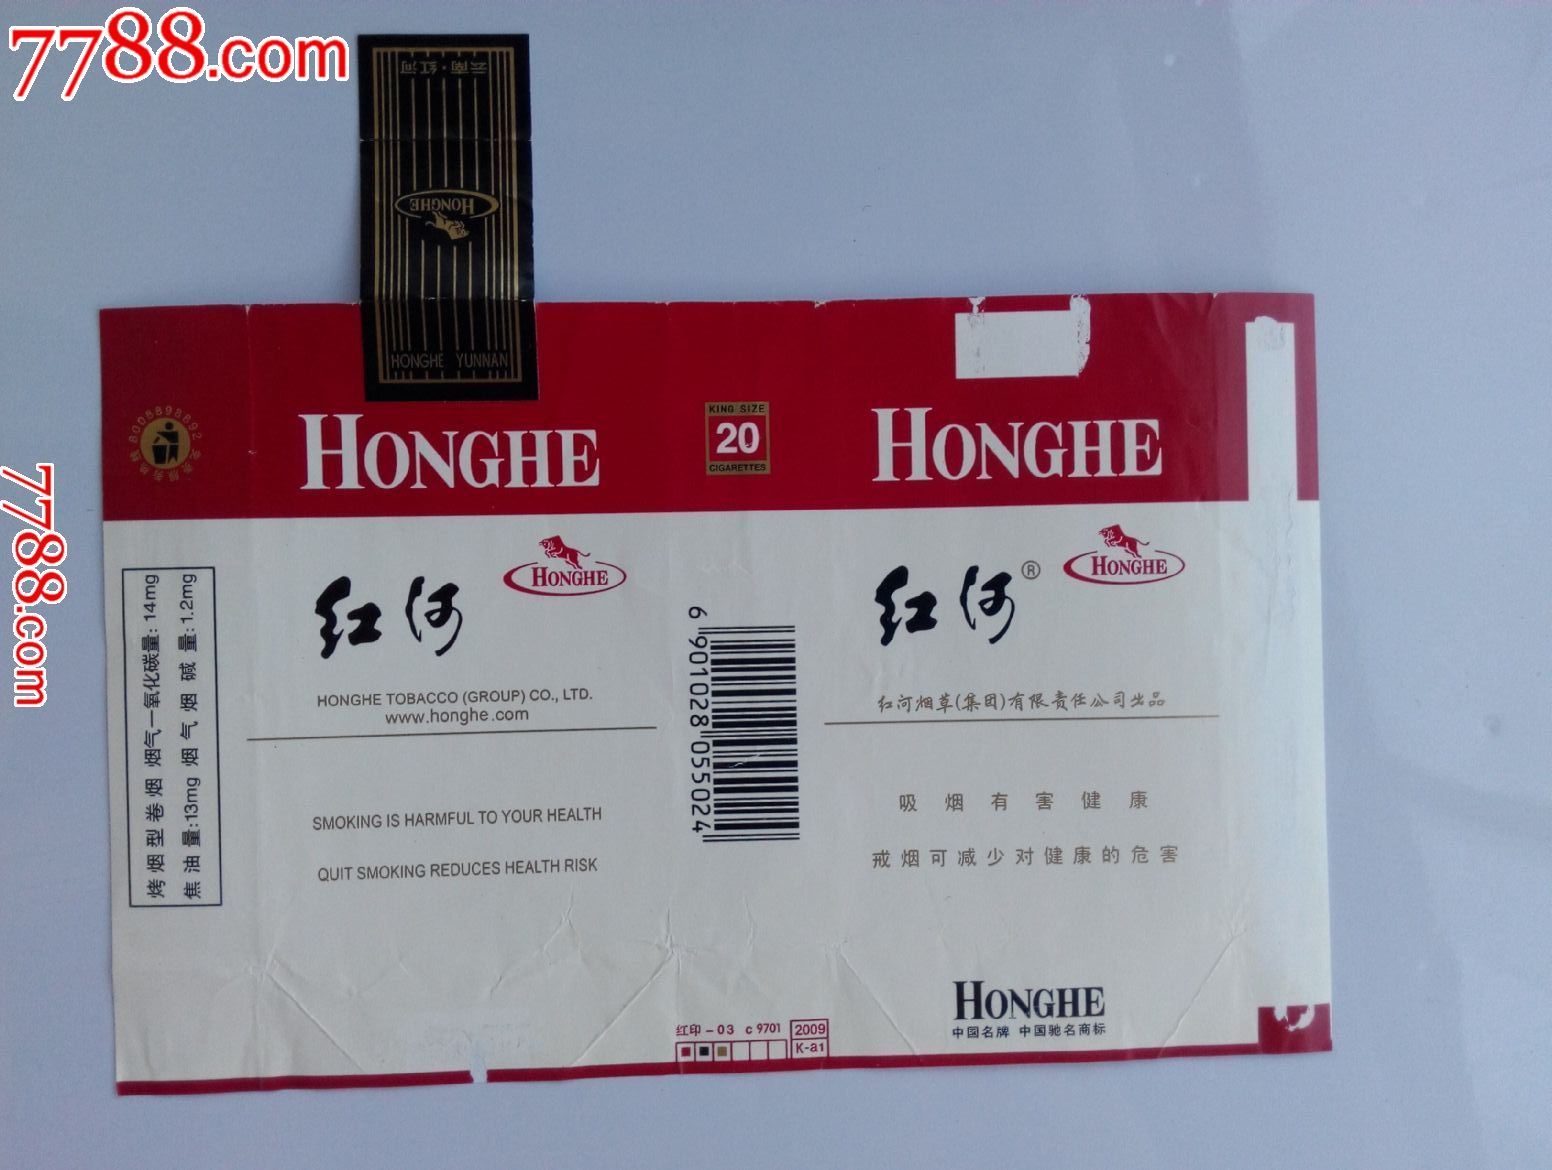 7788.com
云南·红河
HONGHE
HONGHE YUNNAN
8008898892
HONGHE
KING SIZE
20
CIGARETTES
HONGHE
7788.com
烤烟型卷烟 烟气一氧化碳量:14mg
焦油量:13mg 烟气烟碱量:1.2mg
红河
HONGHE
HONGHE TOBACCO (GROUP) CO., LTD.
www.honghe.com
SMOKING IS HARMFUL TO YOUR HEALTH
QUIT SMOKING REDUCES HEALTH RISK
6 901028 055024
红河®
HONGHE
红河烟草(集团)有限责任公司出品
吸烟有害健康
戒烟可减少对健康的危害
HONGHE
中国名牌 中国驰名商标
红印-03 c9701
2009
K-a1